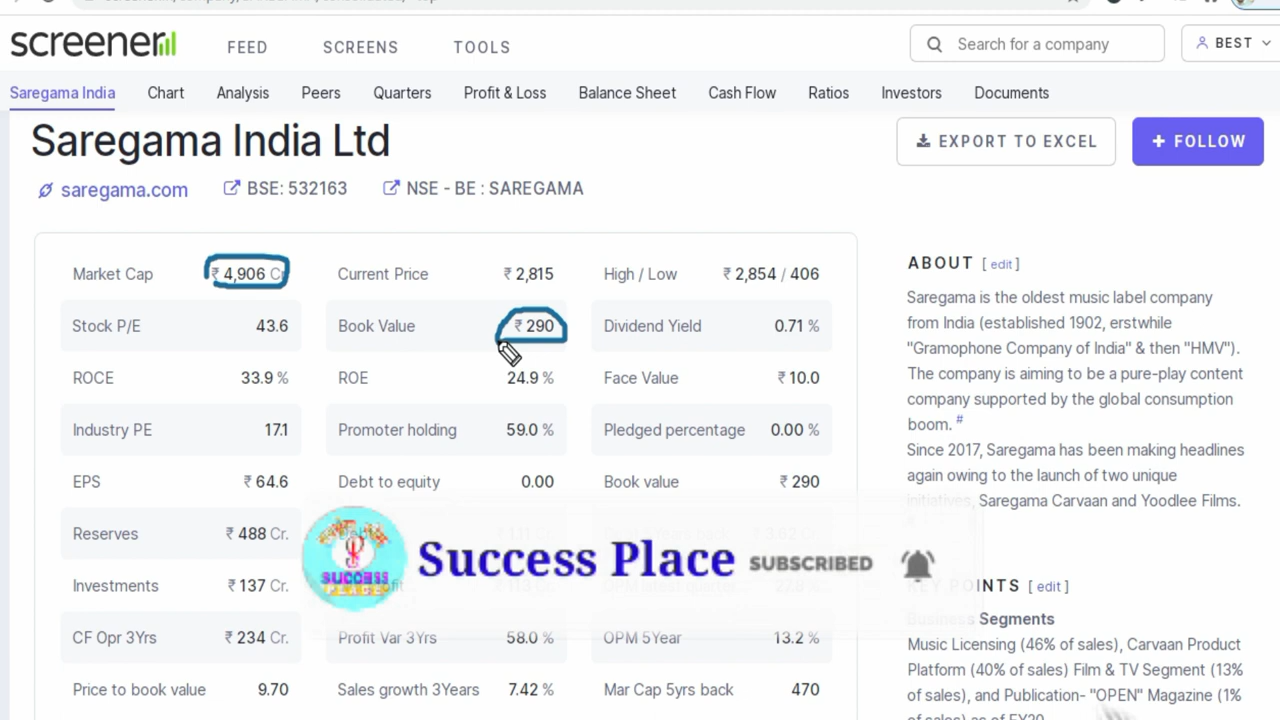 screener FEED SCREENS TOOLS Search for a company BEST
Saregama India Chart Analysis Peers Quarters Profit & Loss Balance Sheet Cash Flow Ratios Investors Documents
Saregama India Ltd
EXPORT TO EXCEL + FOLLOW
saregama.com BSE: 532163 NSE - BE : SAREGAMA
Market Cap ₹ 4,906 Cr. Current Price ₹ 2,815 High / Low ₹ 2,854 / 406
Stock P/E 43.6 Book Value ₹ 290 Dividend Yield 0.71 %
ROCE 33.9 % ROE 24.9 % Face Value ₹ 10.0
Industry PE 17.1 Promoter holding 59.0 % Pledged percentage 0.00 %
EPS ₹ 64.6 Debt to equity 0.00 Book value ₹ 290
Reserves ₹ 488 Cr.
Investments ₹ 137 Cr.
CF Opr 3Yrs ₹ 234 Cr. Profit Var 3Yrs 58.0 % OPM 5Year 13.2 %
Price to book value 9.70 Sales growth 3Years 7.42 % Mar Cap 5yrs back 470
SUCCESS
Success Place SUBSCRIBED
ABOUT [ edit ]
Saregama is the oldest music label company
from India (established 1902, erstwhile
"Gramophone Company of India" & then "HMV").
The company is aiming to be a pure-play content
company supported by the global consumption
boom. #
Since 2017, Saregama has been making headlines
again owing to the launch of two unique
initiatives, Saregama Carvaan and Yoodlee Films.
KEY POINTS [ edit ]
Business Segments
Music Licensing (46% of sales), Carvaan Product
Platform (40% of sales) Film & TV Segment (13%
of sales), and Publication- "OPEN" Magazine (1%
of sales) as of FY20